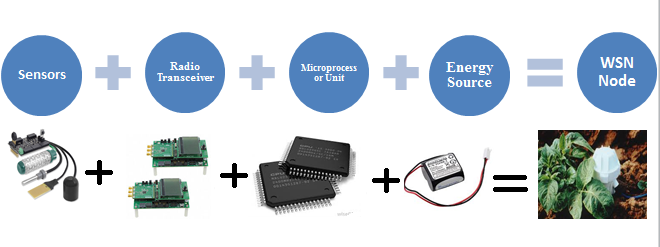 Sensors
Radio
Transceiver
Microprocess
or Unit
Energy
Source
WSN
Node